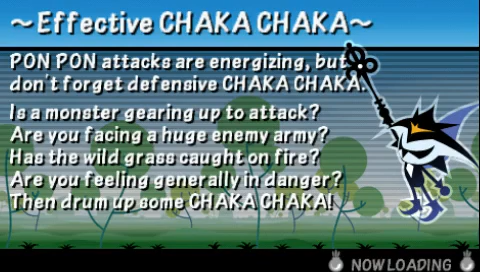 ～Effective CHAKA CHAKA～
PON PON attacks are energizing, but
don't forget defensive CHAKA CHAKA.
Is a monster gearing up to attack?
Are you facing a huge enemy army?
Has the wild grass caught on fire?
Are you feeling generally in danger?
Then drum up some CHAKA CHAKA!
NOW LOADING